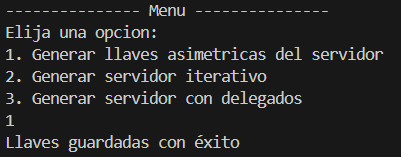 --------------- Menu ---------------
Elija una opcion:
1. Generar llaves asimetricas del servidor
2. Generar servidor iterativo
3. Generar servidor con delegados
1
Llaves guardadas con éxito